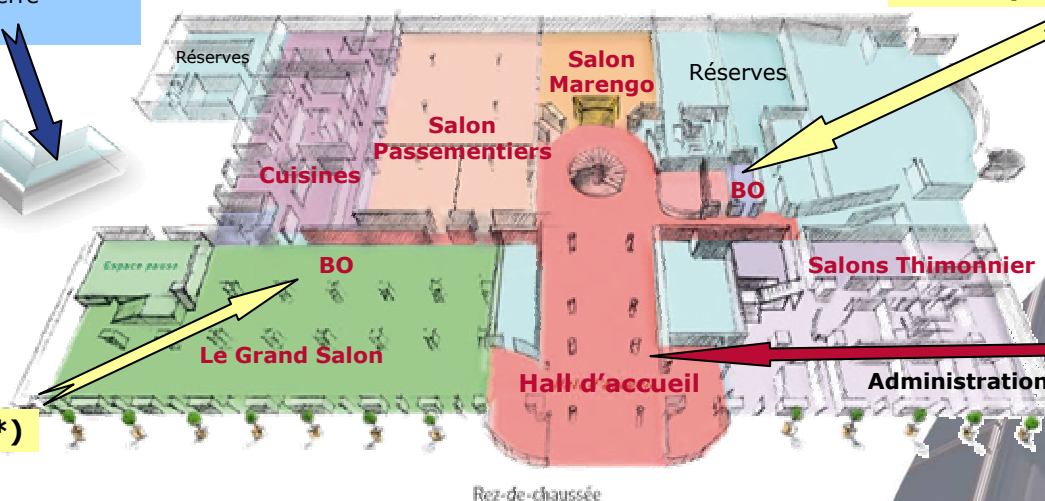 Réserves
Salon
Marengo
Réserves
Salon
Passementiers
Cuisines
BO
Espace pause
BO
Salons Thimonnier
Le Grand Salon
Hall d'accueil
Administration
*)
Rez-de-chaussée